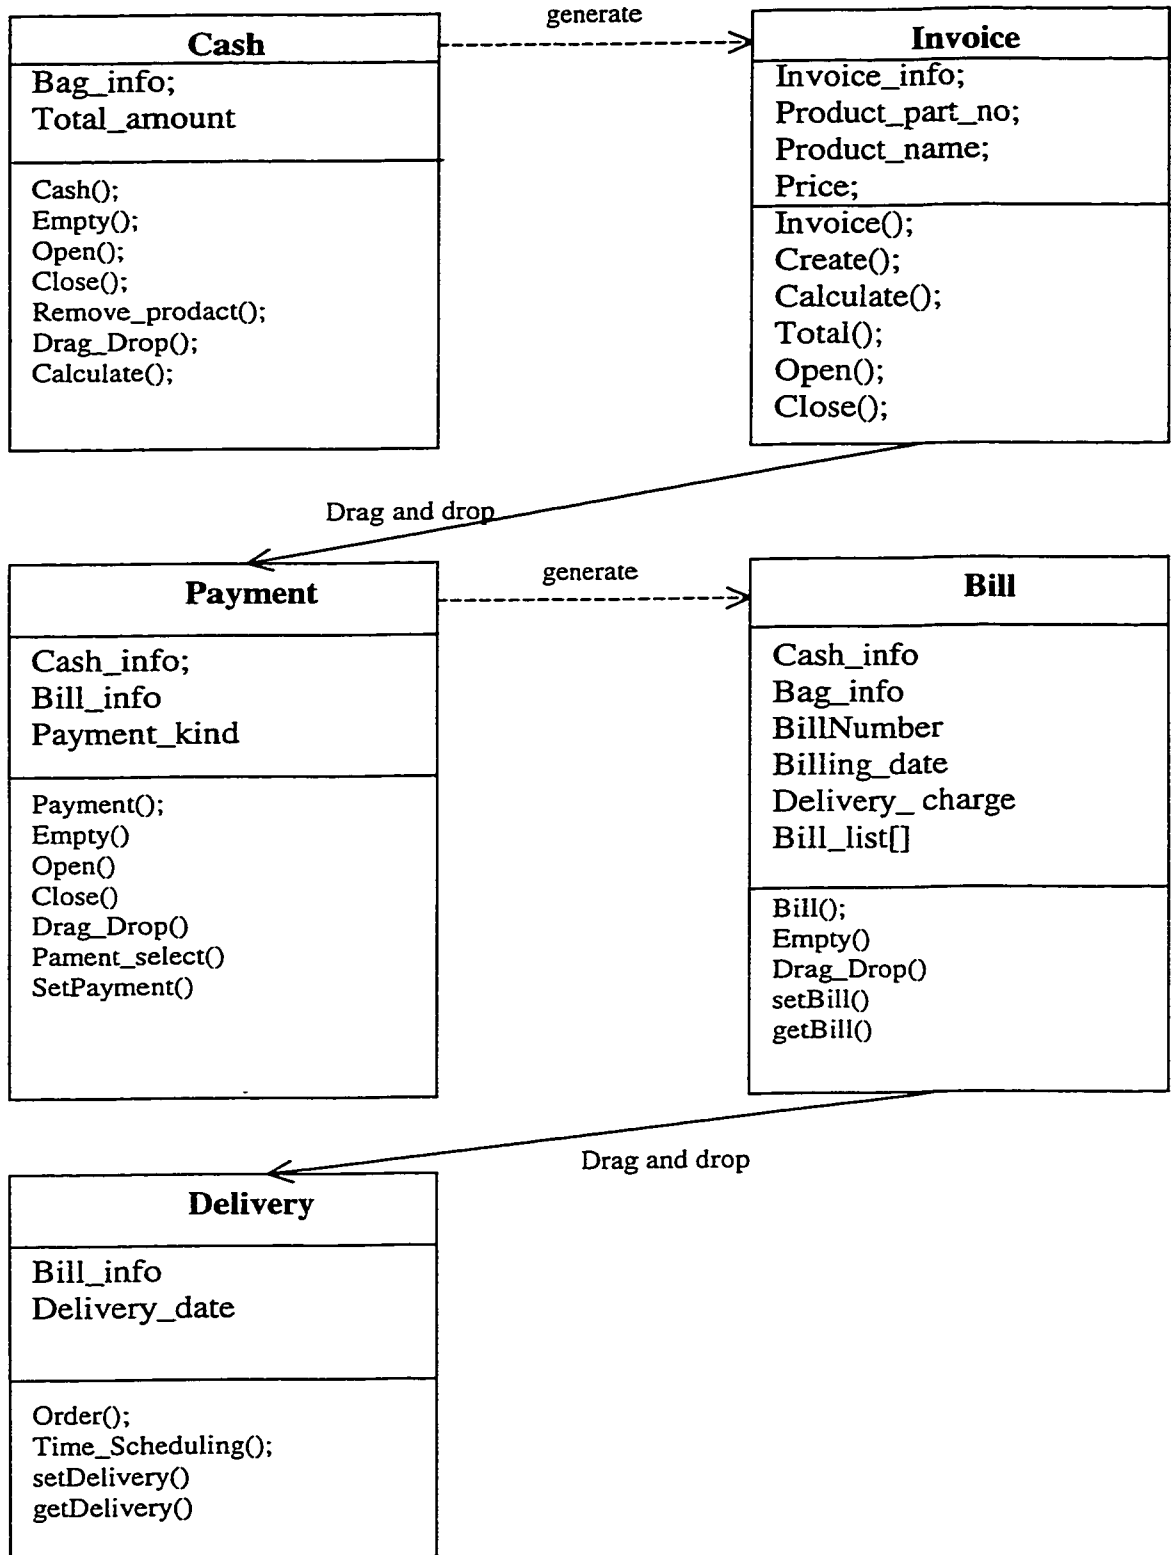 generate
Cash
Bag_info;
Total_amount
Cash();
Empty();
Open();
Close();
Remove_prodact();
Drag_Drop();
Calculate();
Invoice
Invoice_info;
Product_part_no;
Product_name;
Price;
Invoice();
Create();
Calculate();
Total();
Open();
Close();
Drag and drop
Payment
Cash_info;
Bill_info
Payment_kind
Payment();
Empty()
Open()
Close()
Drag_Drop()
Pament_select()
SetPayment()
generate
Bill
Cash_info
Bag_info
BillNumber
Billing_date
Delivery_ charge
Bill_list[]
Bill();
Empty()
Drag_Drop()
setBill()
getBill()
Drag and drop
Delivery
Bill_info
Delivery_date
Order();
Time_Scheduling();
setDelivery()
getDelivery()